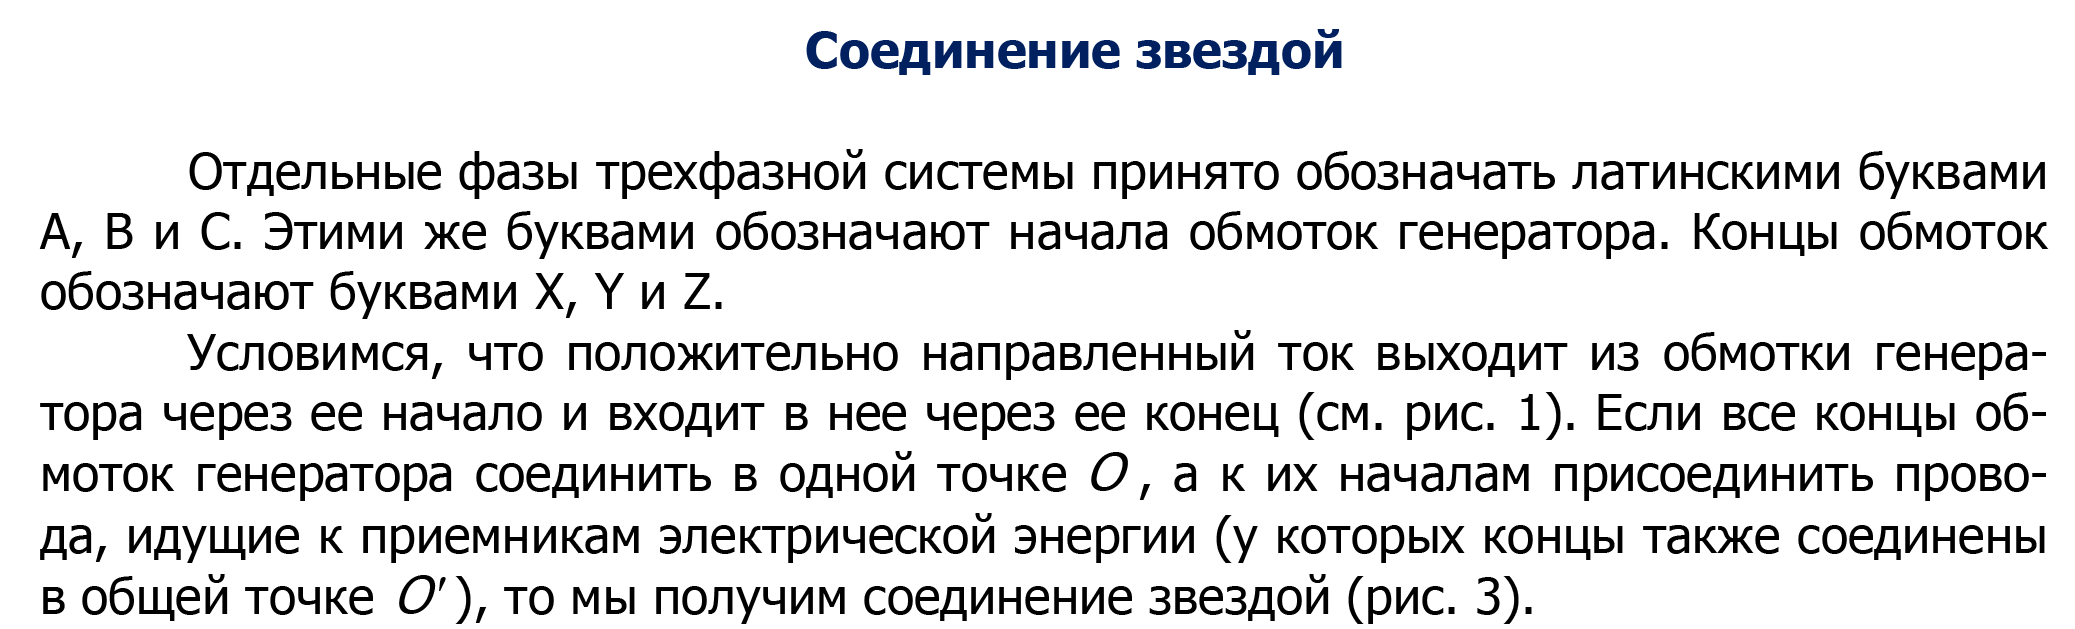 Соединение звездой
Отдельные фазы трехфазной системы принято обозначать латинскими буквами
А, В и С. Этими же буквами обозначают начала обмоток генератора. Концы обмоток
обозначают буквами X, Y и Z.
Условимся, что положительно направленный ток выходит из обмотки генера-
тора через ее начало и входит в нее через ее конец (см. рис. 1). Если все концы об-
моток генератора соединить в одной точке O , а к их началам присоединить прово-
да, идущие к приемникам электрической энергии (у которых концы также соединены
в общей точке O′ ), то мы получим соединение звездой (рис. 3).